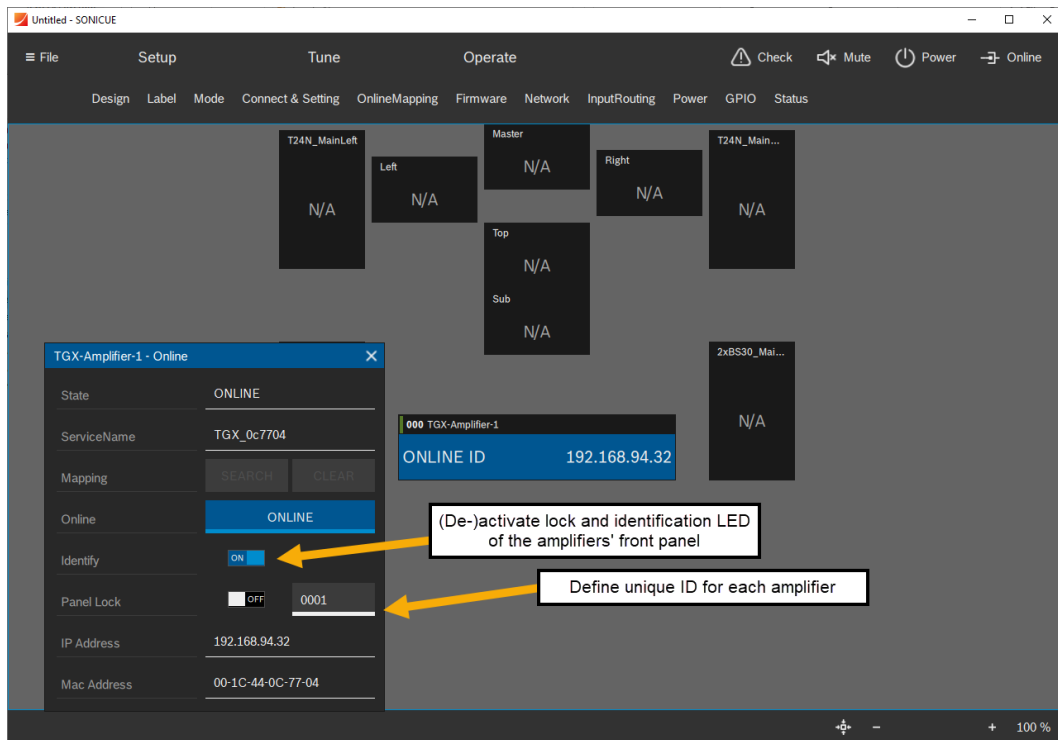 Untitled - SONICUE
≡ File Setup Tune Operate Check Mute Power Online
Design Label Mode Connect & Setting OnlineMapping Firmware Network InputRouting Power GPIO Status
T24N_MainLeft
N/A
Left
N/A
Master
N/A
Right
N/A
T24N_Main...
N/A
Top
N/A
Sub
N/A
2xBS30_Mai...
N/A
000 TGX-Amplifier-1
ONLINE ID 192.168.94.32
TGX-Amplifier-1 - Online
State ONLINE
ServiceName TGX_0c7704
Mapping SEARCH CLEAR
Online ONLINE
Identify ON
Panel Lock OFF 0001
IP Address 192.168.94.32
Mac Address 00-1C-44-0C-77-04
(De-)activate lock and identification LED
of the amplifiers' front panel
Define unique ID for each amplifier
− + 100 %